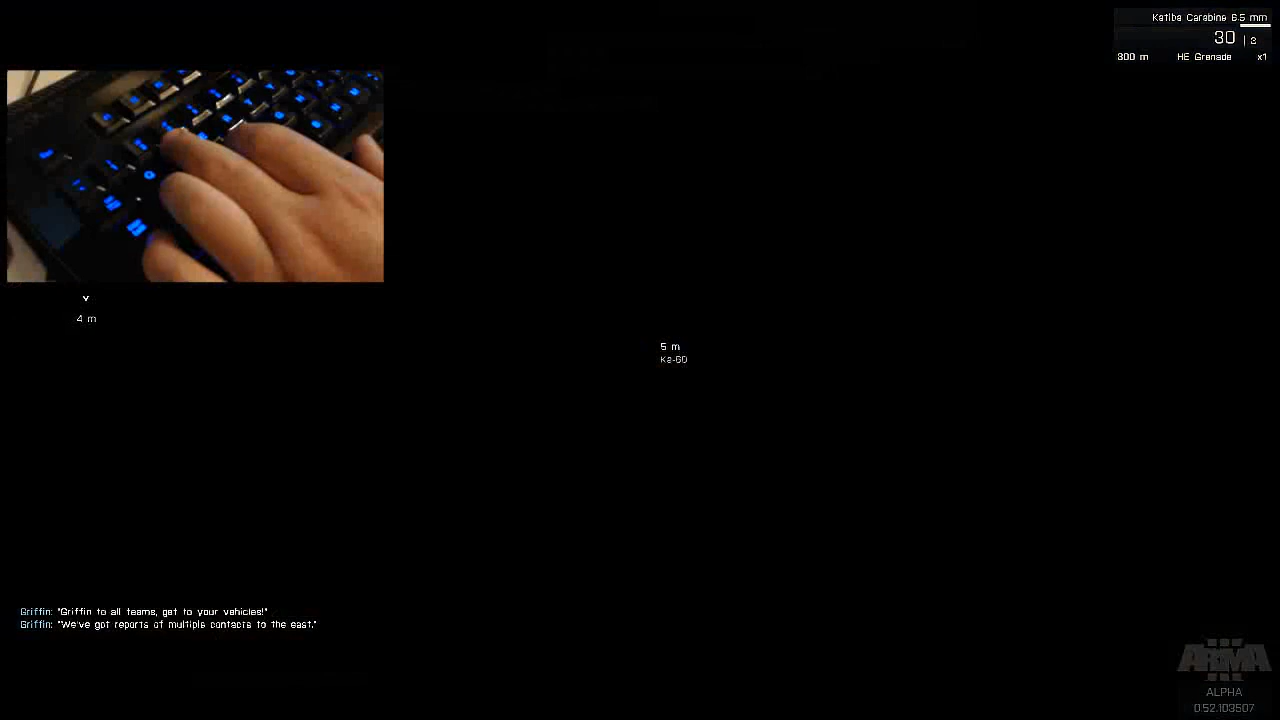 Katiba Carabine 6.5 mm
30 | 2
300 m HE Grenade x1
4 m
5 m
Ka-60
Griffin: "Griffin to all teams, get to your vehicles!"
Griffin: "We've got reports of multiple contacts to the east."
ARMA III
ALPHA
0.52.103507